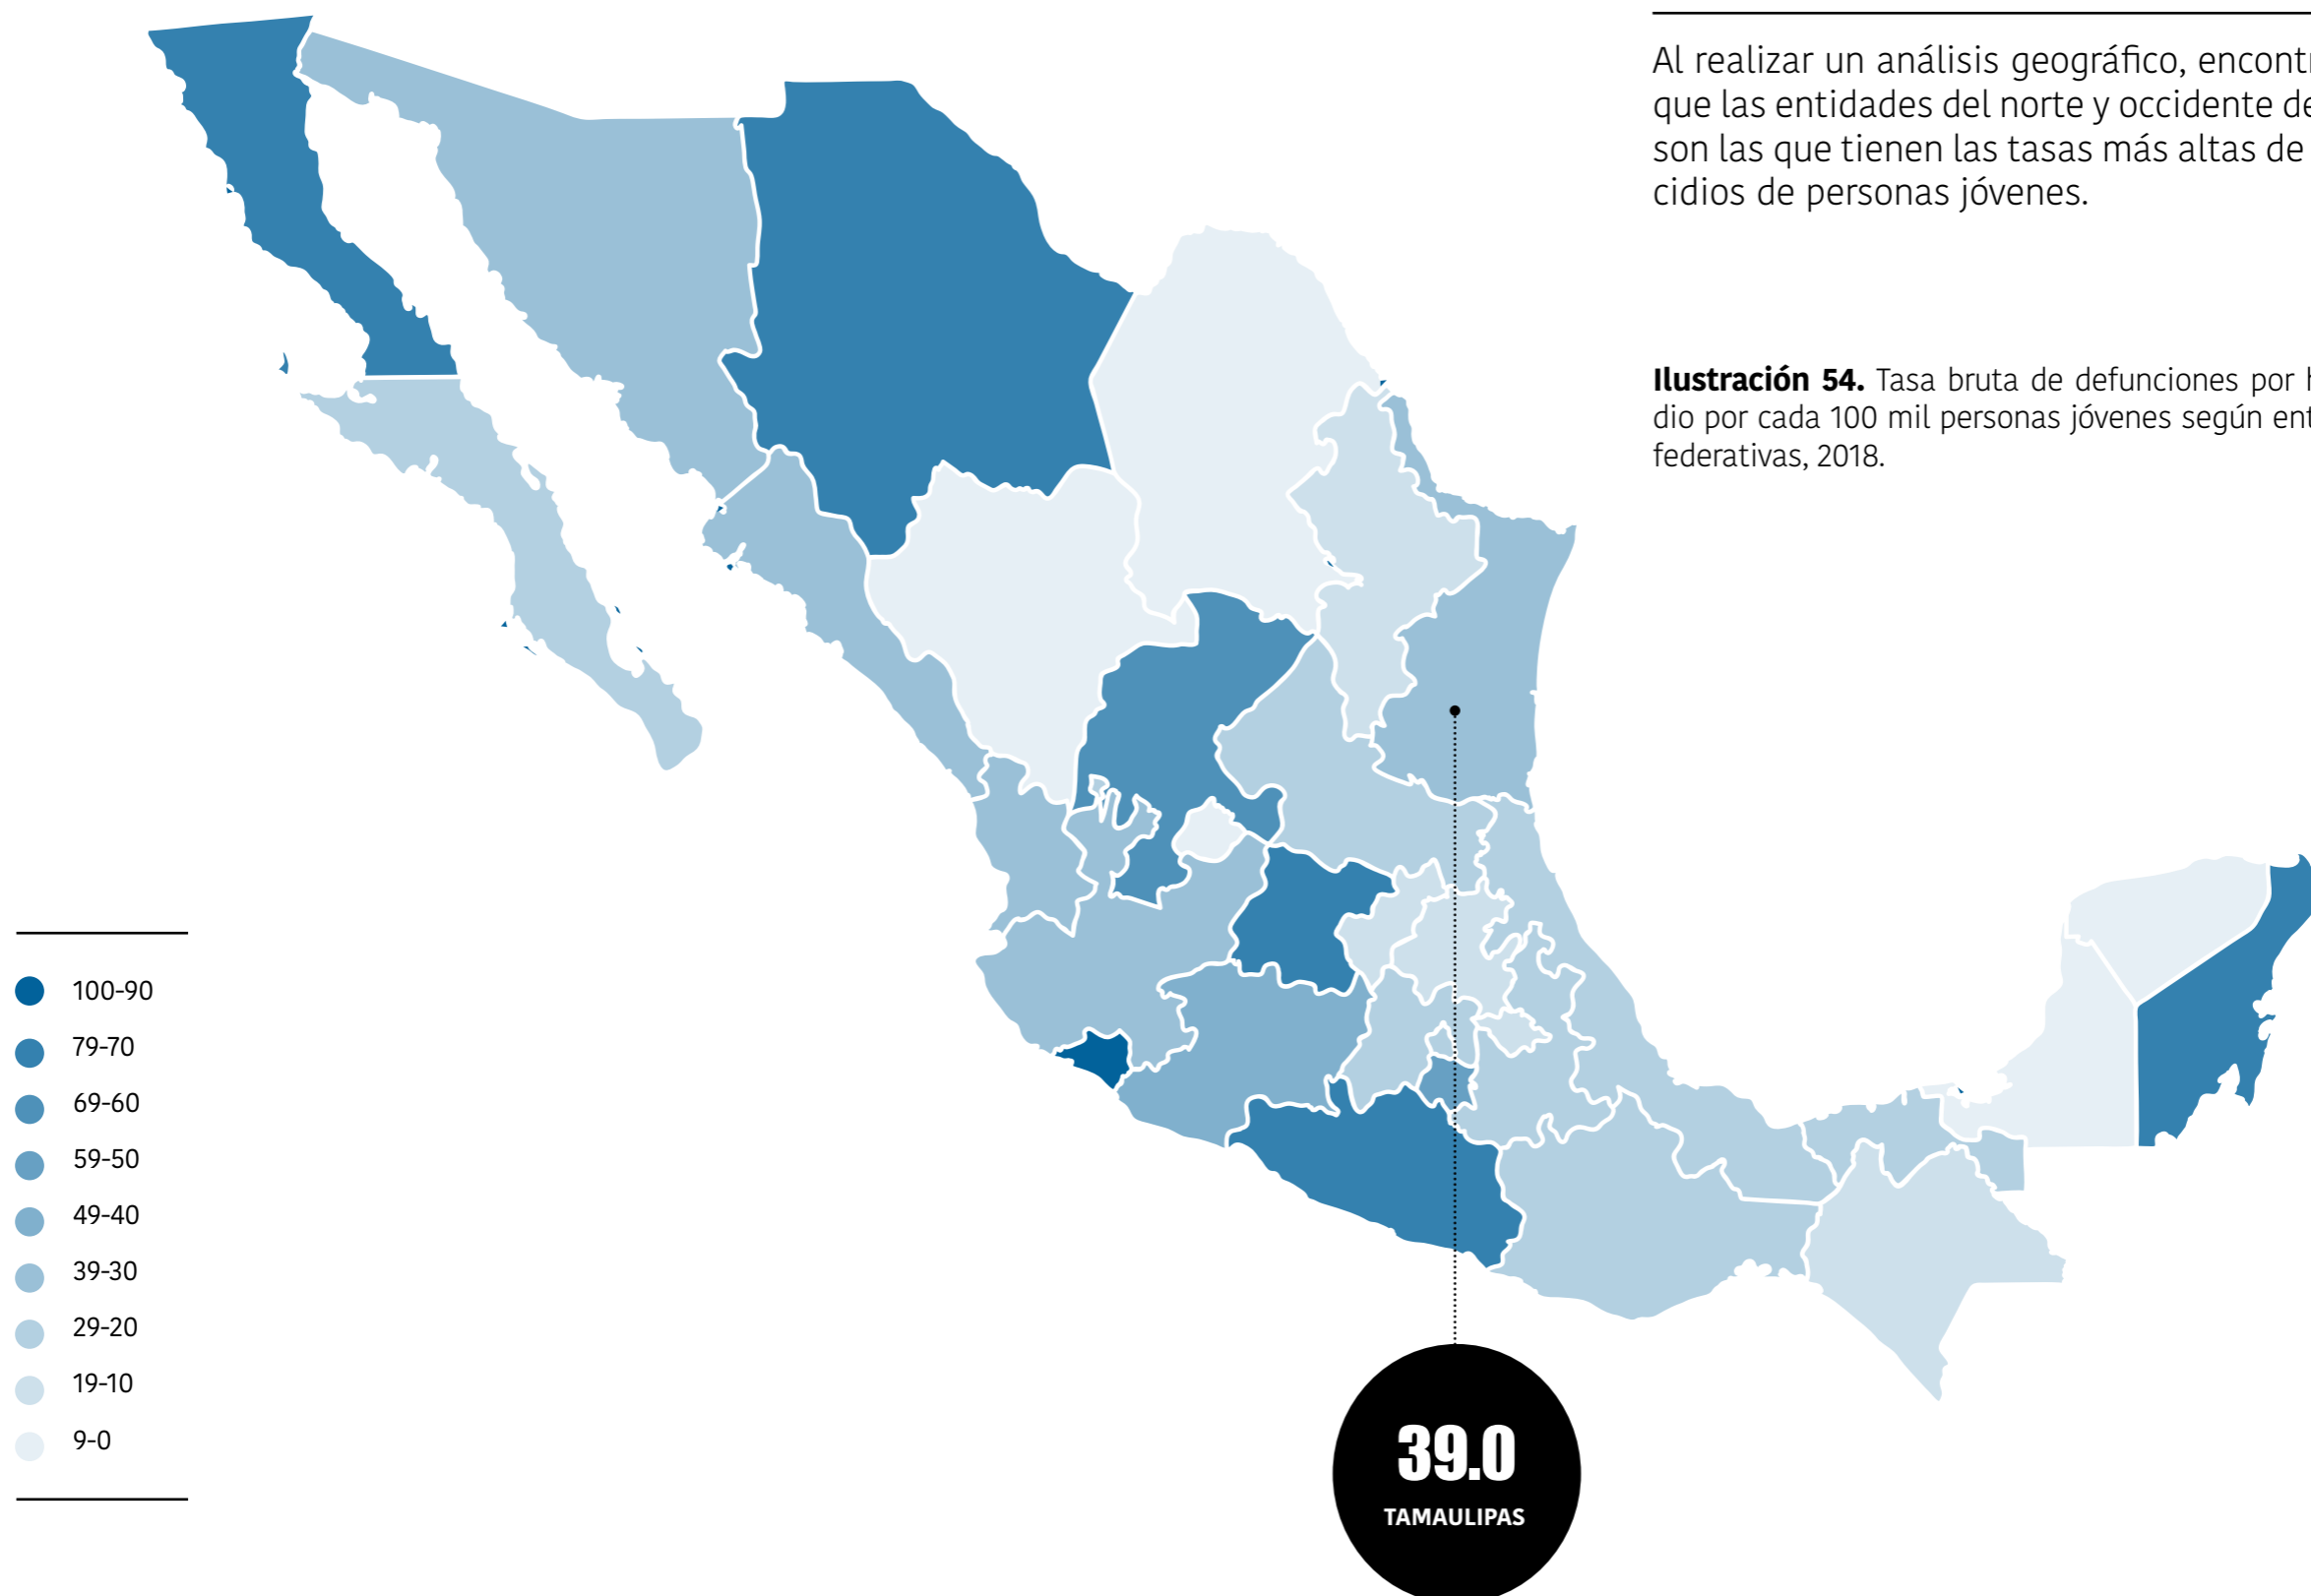 Al realizar un análisis geográfico, encontr
que las entidades del norte y occidente de
son las que tienen las tasas más altas de
cidios de personas jóvenes.
Ilustración 54. Tasa bruta de defunciones por h
dio por cada 100 mil personas jóvenes según ent
federativas, 2018.
100-90
79-70
69-60
59-50
49-40
39-30
29-20
19-10
9-0
39.0
TAMAULIPAS